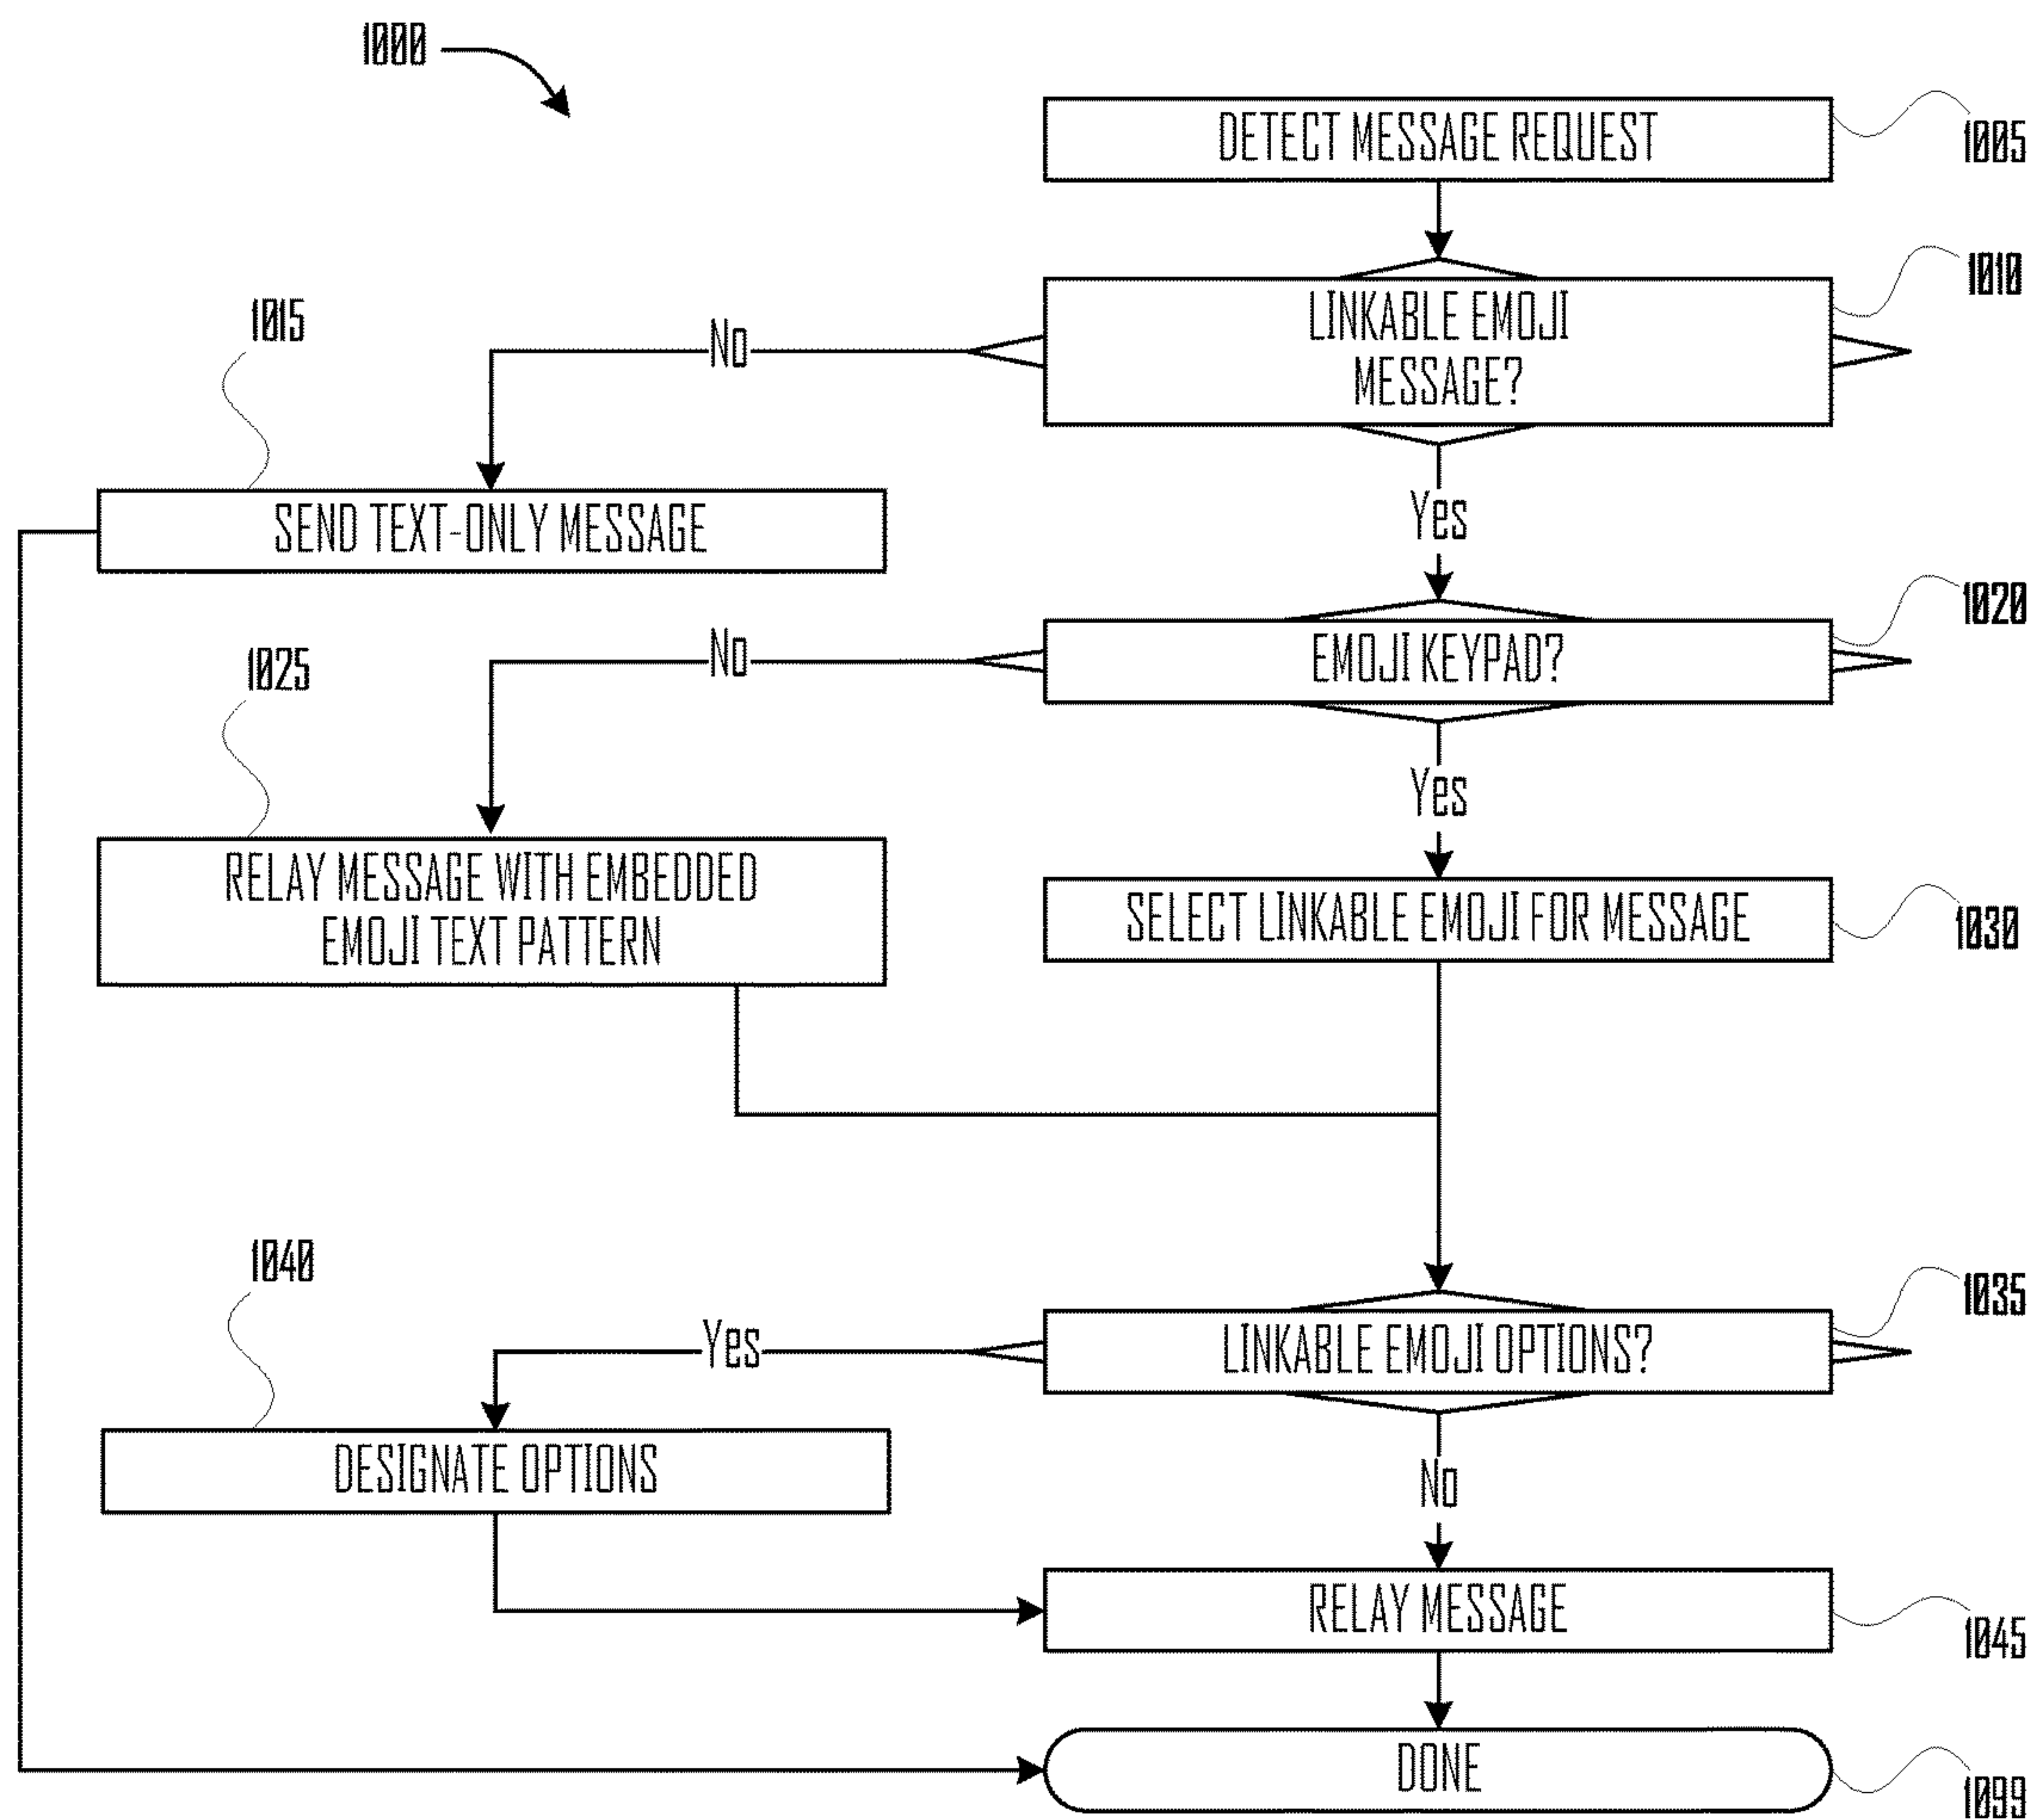 1000
DETECT MESSAGE REQUEST
1005
LINKABLE EMOJI
MESSAGE?
1010
No
1015
SEND TEXT-ONLY MESSAGE
Yes
EMOJI KEYPAD?
1020
No
1025
RELAY MESSAGE WITH EMBEDDED
EMOJI TEXT PATTERN
Yes
SELECT LINKABLE EMOJI FOR MESSAGE
1030
LINKABLE EMOJI OPTIONS?
1035
Yes
1040
DESIGNATE OPTIONS
No
RELAY MESSAGE
1045
DONE
1099